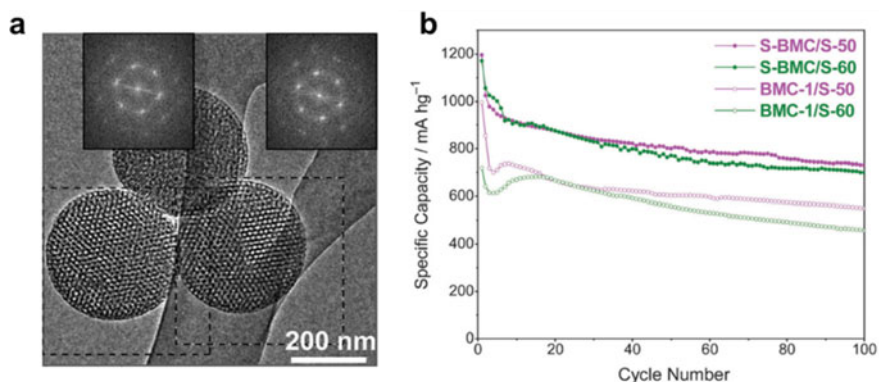 a
200 nm
b
S-BMC/S-50
S-BMC/S-60
BMC-1/S-50
BMC-1/S-60
1200
1000
800
600
400
200
0
0 20 40 60 80 100
Specific Capacity / mA hg⁻¹
Cycle Number